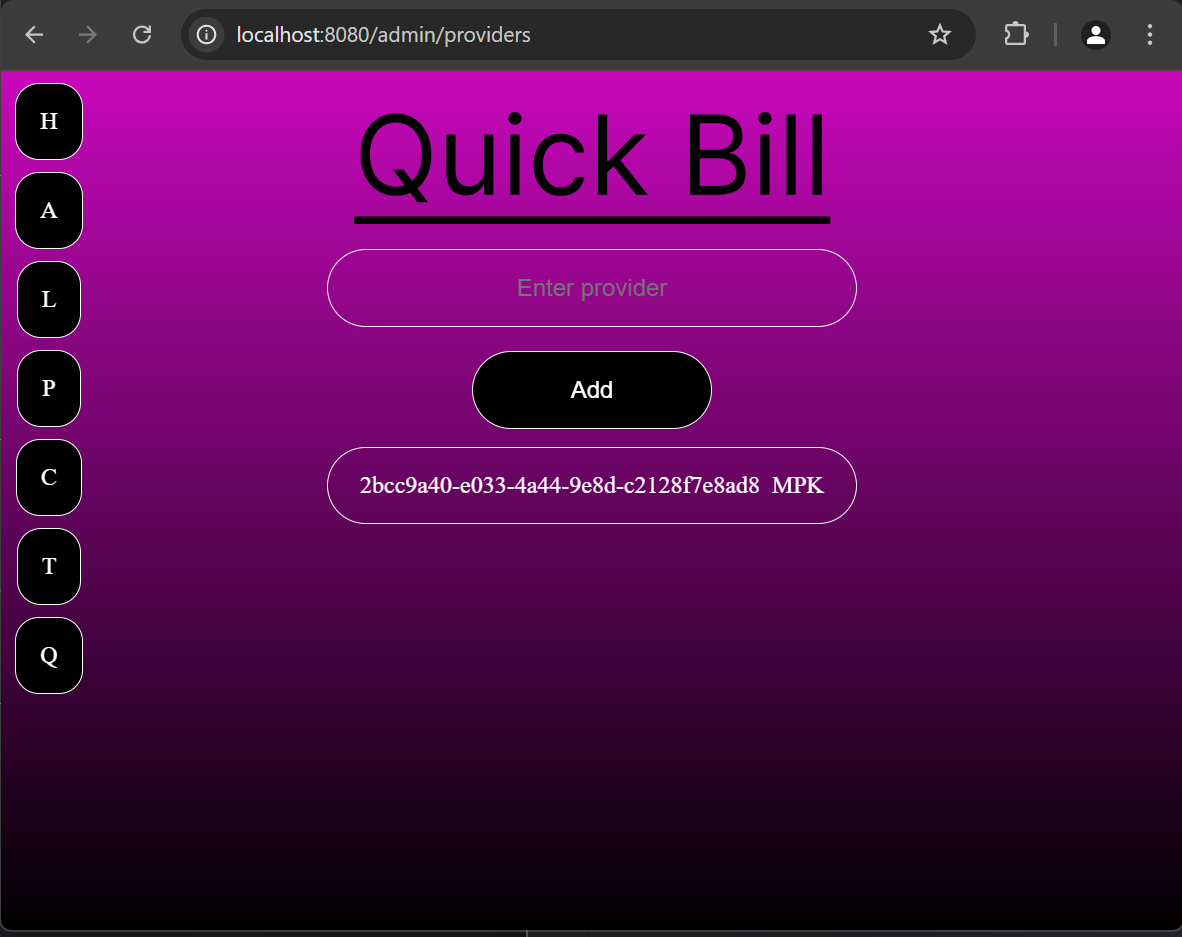 localhost:8080/admin/providers
Quick Bill
H
A
L
P
C
T
Q
Enter provider
Add
2bcc9a40-e033-4a44-9e8d-c2128f7e8ad8 MPK